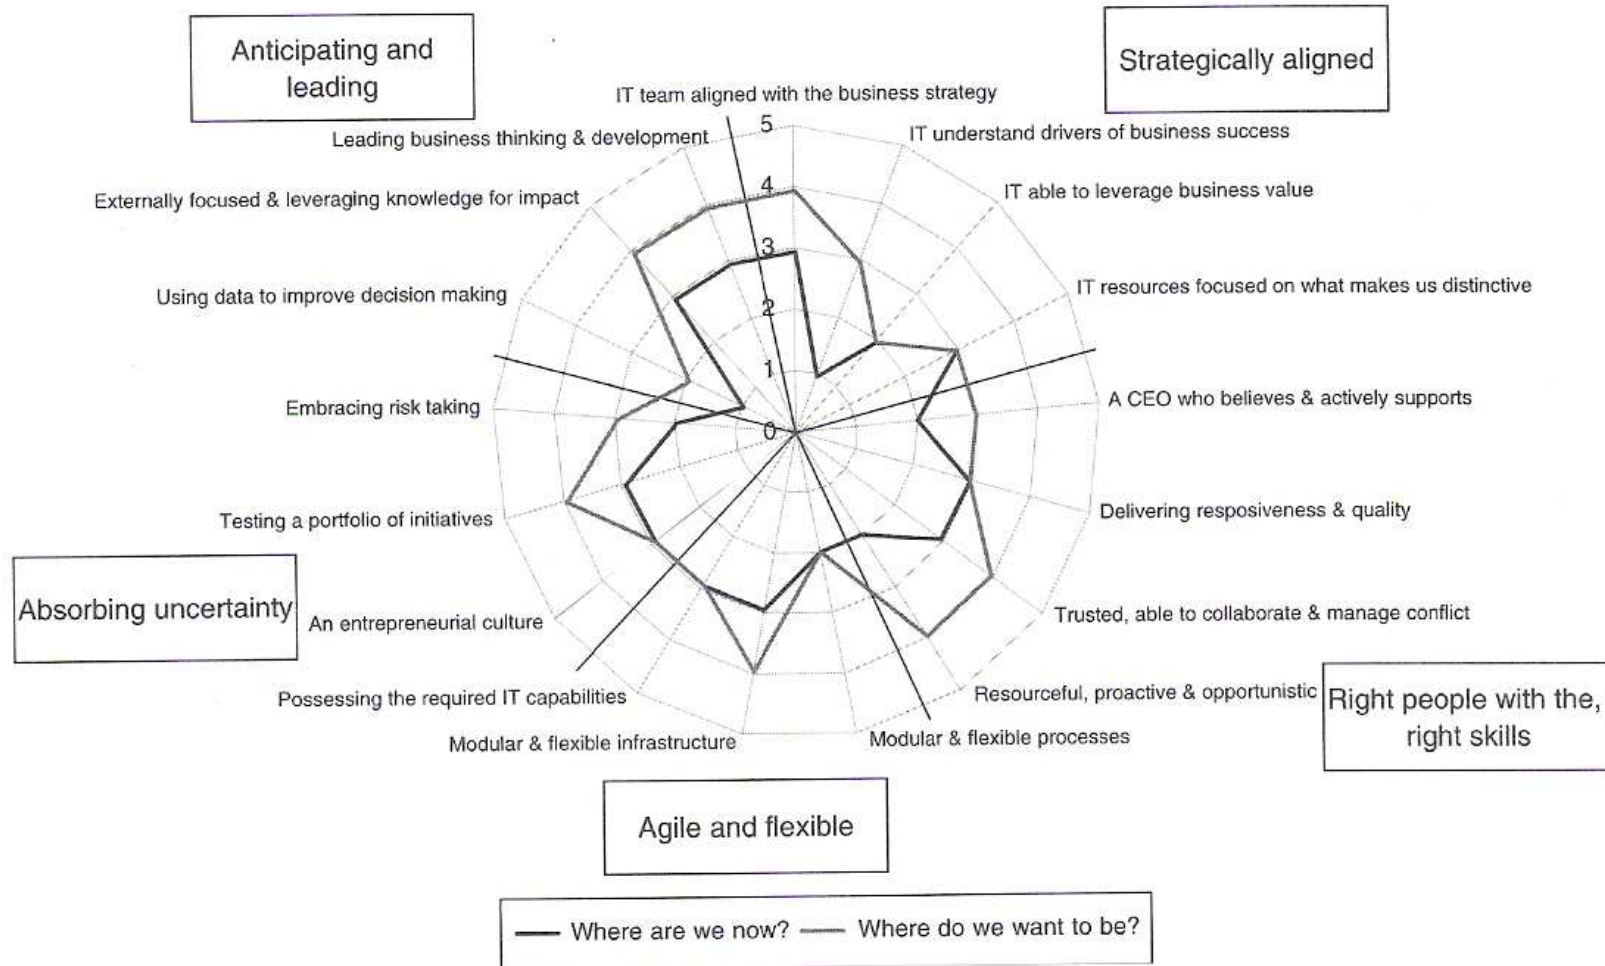 Anticipating and
leading
Strategically aligned
IT team aligned with the business strategy
Leading business thinking & development
5
IT understand drivers of business success
Externally focused & leveraging knowledge for impact
4
IT able to leverage business value
3
Using data to improve decision making
2
IT resources focused on what makes us distinctive
1
Embracing risk taking
0
A CEO who believes & actively supports
Testing a portfolio of initiatives
Delivering resposiveness & quality
Absorbing uncertainty
An entrepreneurial culture
Trusted, able to collaborate & manage conflict
Possessing the required IT capabilities
Resourceful, proactive & opportunistic
Right people with the,
right skills
Modular & flexible infrastructure
Modular & flexible processes
Agile and flexible
Where are we now?
Where do we want to be?